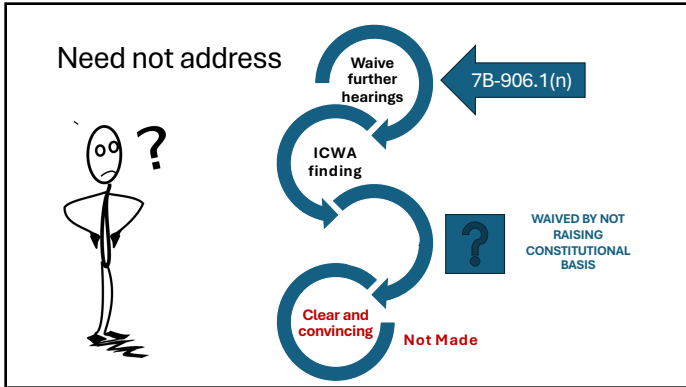 Need not address
Waive
further
hearings
7B-906.1(n)
?
ICWA
finding
?
WAIVED BY NOT
RAISING
CONSTITUTIONAL
BASIS
Clear and
convincing
Not Made